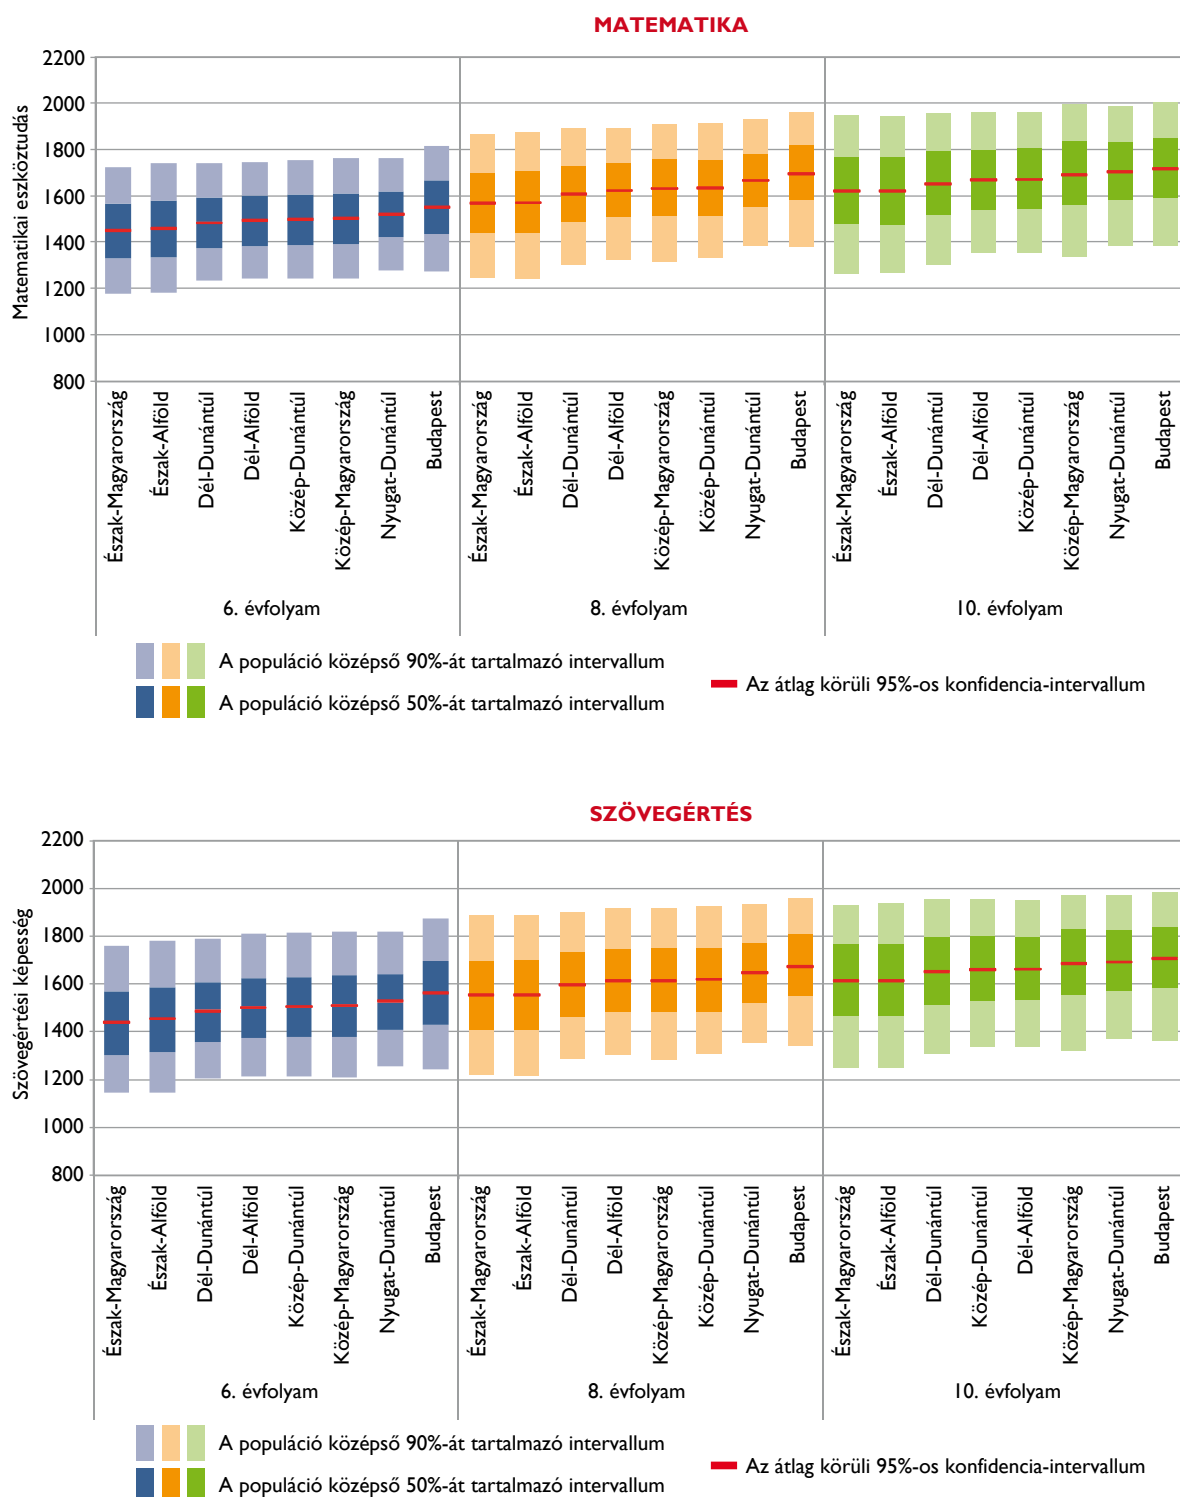 MATEMATIKA
Matematikai eszköztudás
2200
2000
1800
1600
1400
1200
1000
800
Észak-Magyarország
Észak-Alföld
Dél-Dunántúl
Dél-Alföld
Közép-Dunántúl
Közép-Magyarország
Nyugat-Dunántúl
Budapest
Észak-Magyarország
Észak-Alföld
Dél-Dunántúl
Dél-Alföld
Közép-Magyarország
Közép-Dunántúl
Nyugat-Dunántúl
Budapest
Észak-Magyarország
Észak-Alföld
Dél-Dunántúl
Dél-Alföld
Közép-Dunántúl
Közép-Magyarország
Nyugat-Dunántúl
Budapest
6. évfolyam
8. évfolyam
10. évfolyam
A populáció középső 90%-át tartalmazó intervallum
A populáció középső 50%-át tartalmazó intervallum
Az átlag körüli 95%-os konfidencia-intervallum
SZÖVEGÉRTÉS
Szövegértési képesség
2200
2000
1800
1600
1400
1200
1000
800
Észak-Magyarország
Észak-Alföld
Dél-Dunántúl
Dél-Alföld
Közép-Dunántúl
Közép-Magyarország
Nyugat-Dunántúl
Budapest
Észak-Magyarország
Észak-Alföld
Dél-Dunántúl
Dél-Alföld
Közép-Magyarország
Közép-Dunántúl
Nyugat-Dunántúl
Budapest
Észak-Magyarország
Észak-Alföld
Dél-Dunántúl
Közép-Dunántúl
Dél-Alföld
Közép-Magyarország
Nyugat-Dunántúl
Budapest
6. évfolyam
8. évfolyam
10. évfolyam
A populáció középső 90%-át tartalmazó intervallum
A populáció középső 50%-át tartalmazó intervallum
Az átlag körüli 95%-os konfidencia-intervallum